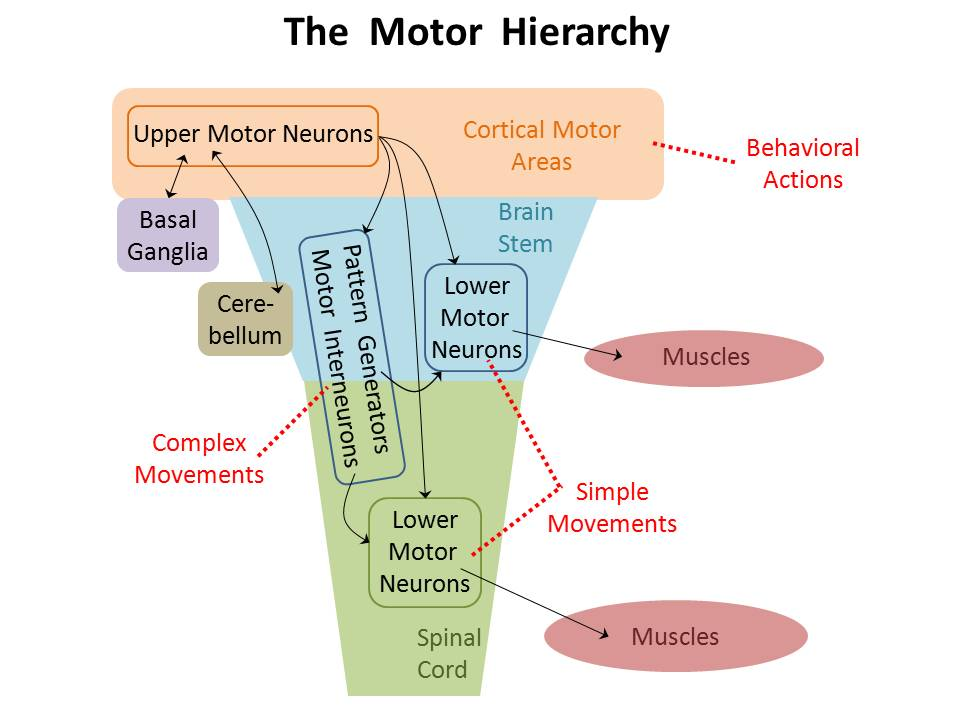 The Motor Hierarchy
Upper Motor Neurons
Cortical Motor
Areas
Behavioral
Actions
Basal
Ganglia
Brain
Stem
Cere-
bellum
Pattern Generators
Motor Interneurons
Lower
Motor
Neurons
Muscles
Complex
Movements
Simple
Movements
Lower
Motor
Neurons
Spinal
Cord
Muscles